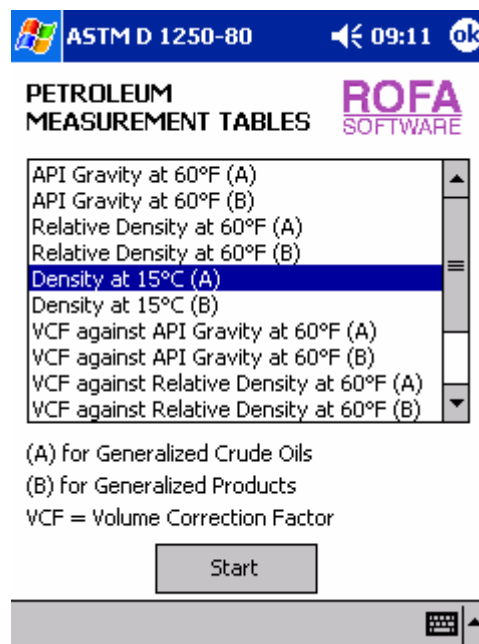 ASTM D 1250-80 09:11 ok
PETROLEUM
MEASUREMENT TABLES
ROFA
SOFTWARE
API Gravity at 60°F (A)
API Gravity at 60°F (B)
Relative Density at 60°F (A)
Relative Density at 60°F (B)
Density at 15°C (A)
Density at 15°C (B)
VCF against API Gravity at 60°F (A)
VCF against API Gravity at 60°F (B)
VCF against Relative Density at 60°F (A)
VCF against Relative Density at 60°F (B)
(A) for Generalized Crude Oils
(B) for Generalized Products
VCF = Volume Correction Factor
Start